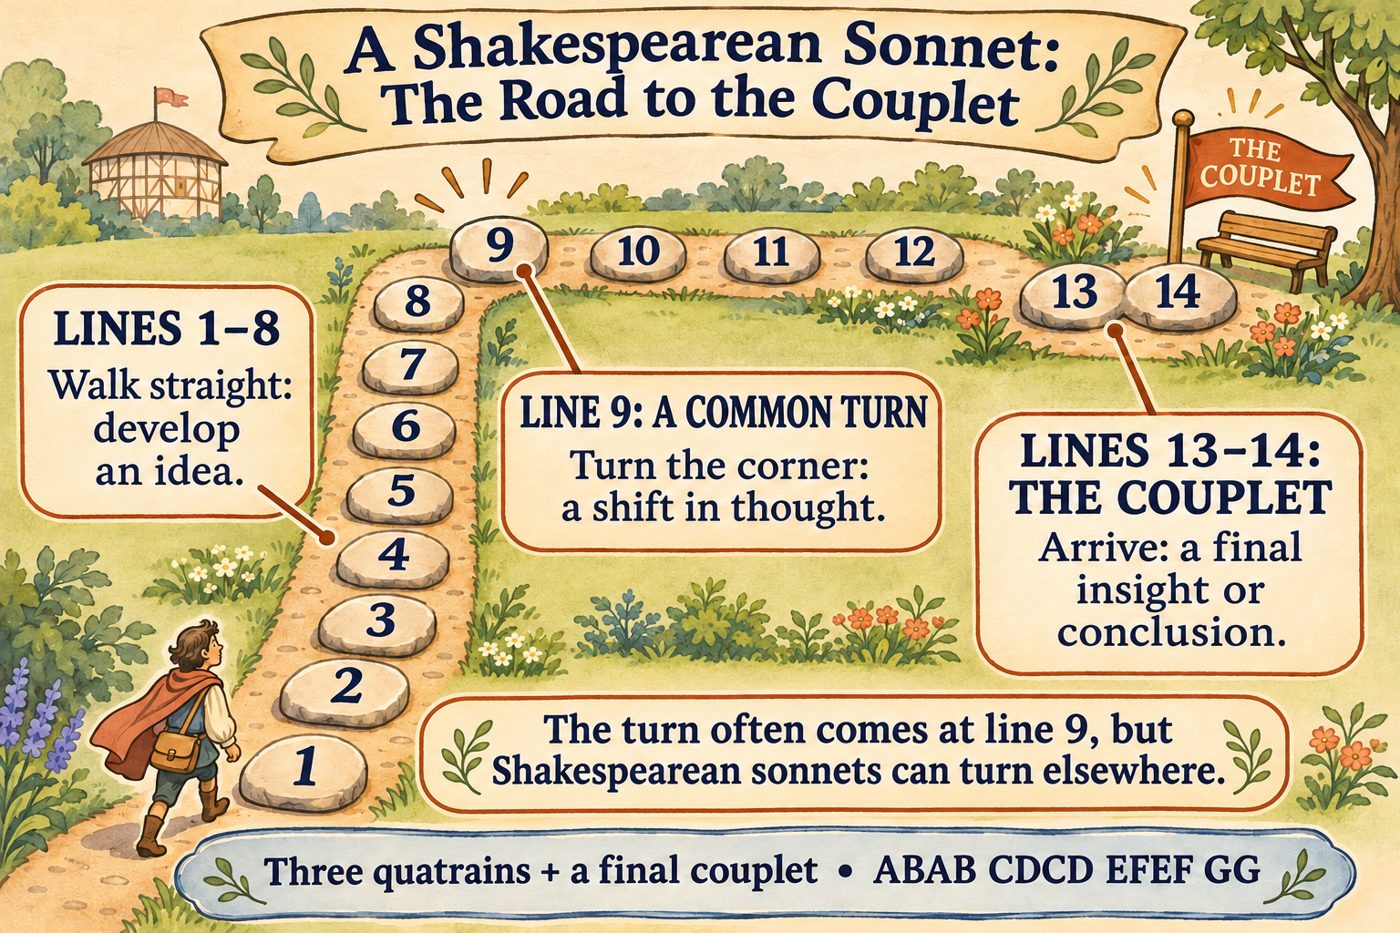 A Shakespearean Sonnet:
The Road to the Couplet
THE
COUPLET
9
10
11
12
13
14
8
7
6
5
4
3
2
1
LINES 1–8
Walk straight:
develop
an idea.
LINE 9: A COMMON TURN
Turn the corner:
a shift in thought.
LINES 13–14:
THE COUPLET
Arrive: a final
insight or
conclusion.
The turn often comes at line 9, but
Shakespearean sonnets can turn elsewhere.
Three quatrains + a final couplet • ABAB CDCD EFEF GG